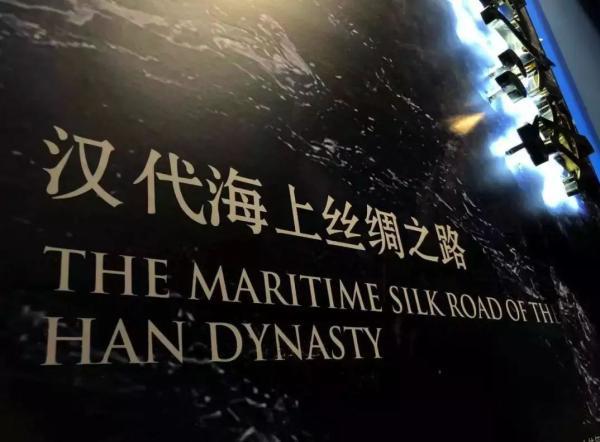 汉代海上丝绸之路
THE MARITIME SILK ROAD OF THE
HAN DYNASTY